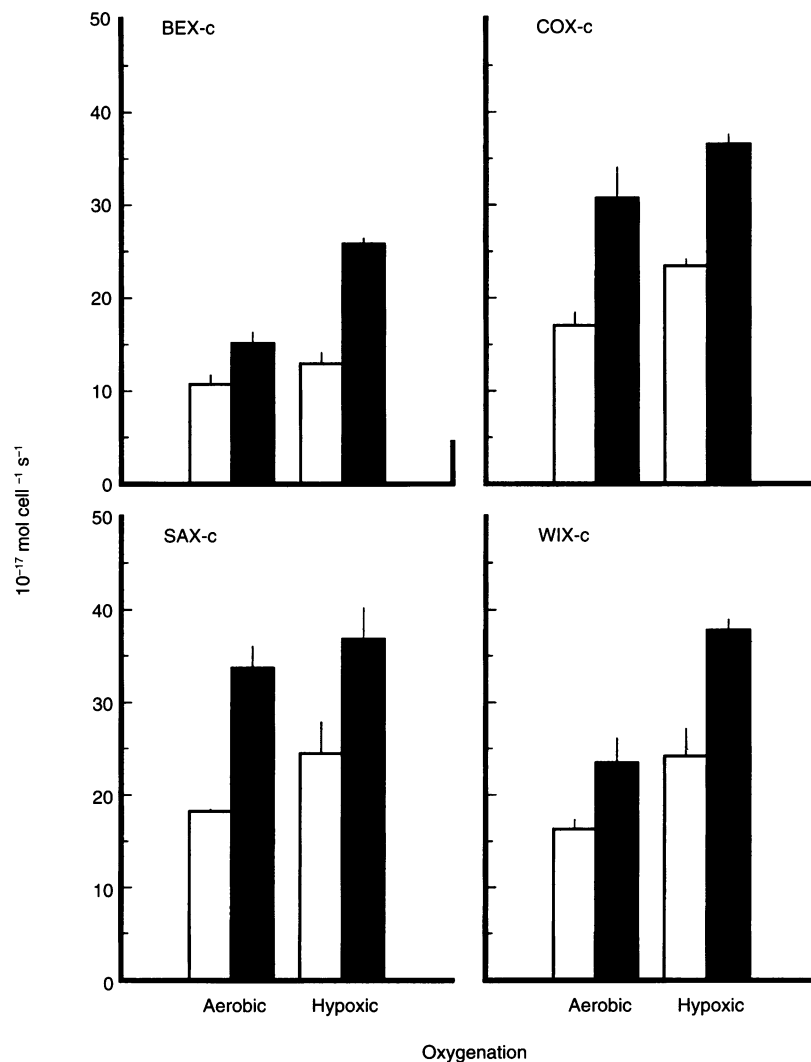 BEX-c
COX-c
50
40
30
20
10
0
SAX-c
WIX-c
50
40
30
20
10
0
10⁻¹⁷ mol cell ⁻¹ s⁻¹
Aerobic Hypoxic
Aerobic Hypoxic
Oxygenation